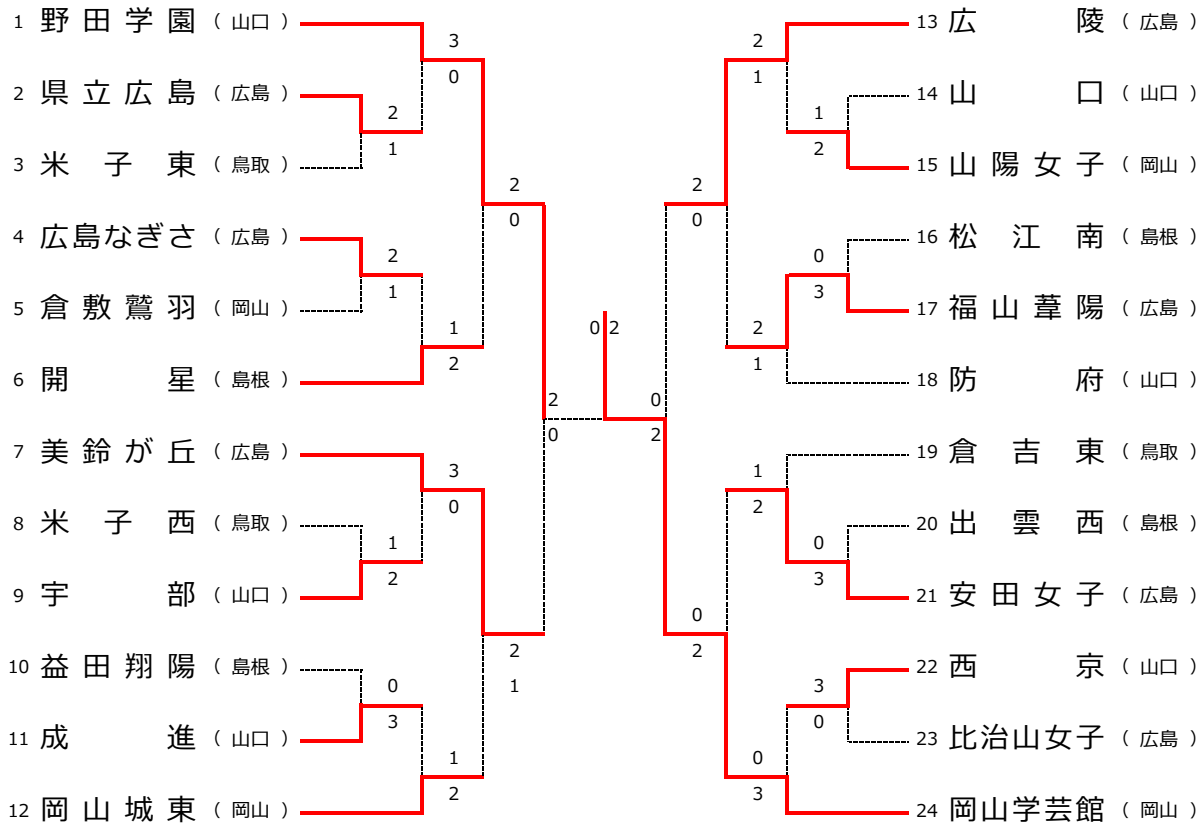 1 野田学園 ( 山口 )
2 県立広島 ( 広島 )
3 米子東 ( 鳥取 )
4 広島なぎさ ( 広島 )
5 倉敷鷲羽 ( 岡山 )
6 開星 ( 島根 )
7 美鈴が丘 ( 広島 )
8 米子西 ( 鳥取 )
9 宇部 ( 山口 )
10 益田翔陽 ( 島根 )
11 成進 ( 山口 )
12 岡山城東 ( 岡山 )
3
0
2
1
2
0
2
1
1
2
2
0
3
0
1
2
2
1
0
3
1
2
0 2
2
1
1
2
2
0
0
3
2
1
0
2
1
2
0
3
0
2
3
0
0
3
13 広陵 ( 広島 )
14 山口 ( 山口 )
15 山陽女子 ( 岡山 )
16 松江南 ( 島根 )
17 福山葦陽 ( 広島 )
18 防府 ( 山口 )
19 倉吉東 ( 鳥取 )
20 出雲西 ( 島根 )
21 安田女子 ( 広島 )
22 西京 ( 山口 )
23 比治山女子 ( 広島 )
24 岡山学芸館 ( 岡山 )